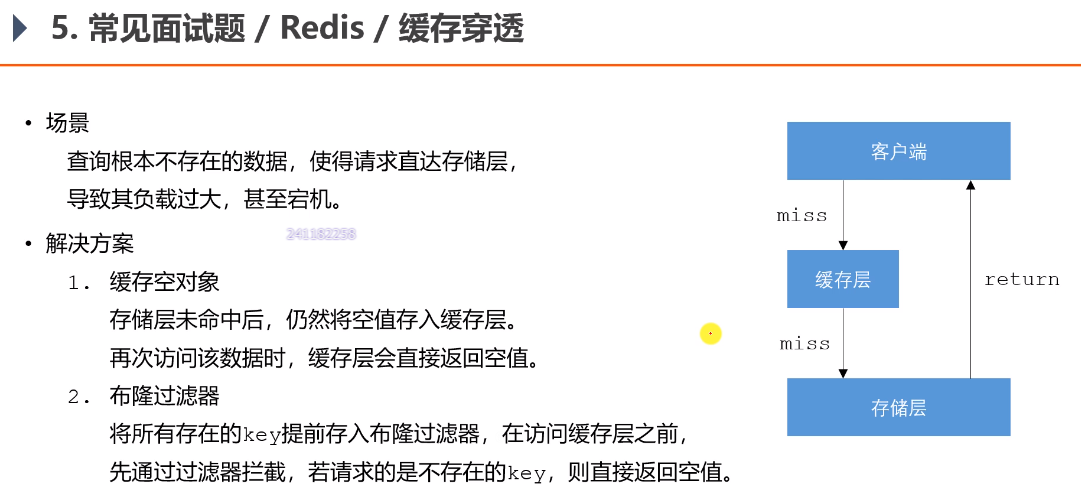 5. 常见面试题 / Redis / 缓存穿透
• 场景
查询根本不存在的数据，使得请求直达存储层，
导致其负载过大，甚至宕机。
241182258
• 解决方案
1. 缓存空对象
存储层未命中后，仍然将空值存入缓存层。
再次访问该数据时，缓存层会直接返回空值。
2. 布隆过滤器
将所有存在的key提前存入布隆过滤器，在访问缓存层之前，
先通过过滤器拦截，若请求的是不存在的key，则直接返回空值。
客户端
miss
缓存层
return
miss
存储层